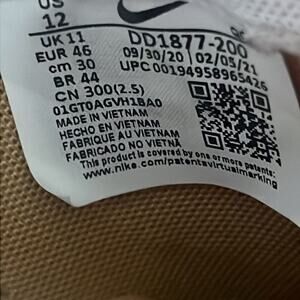 US
12
UK 11
EUR 46
cm 30
BR 44
CN 300(2.5)
01GT0AGVH1BA0
MADE IN VIETNAM
HECHO EN VIETNAM
FABRIQUE AU VIETNAM
FABRICADO NO VIETNÃ
DD1877-200
09/30/20 02/05/21
UPC 00194958965426
This product is covered by one or more patents:
www.nike.com/patentsvirtualmarking